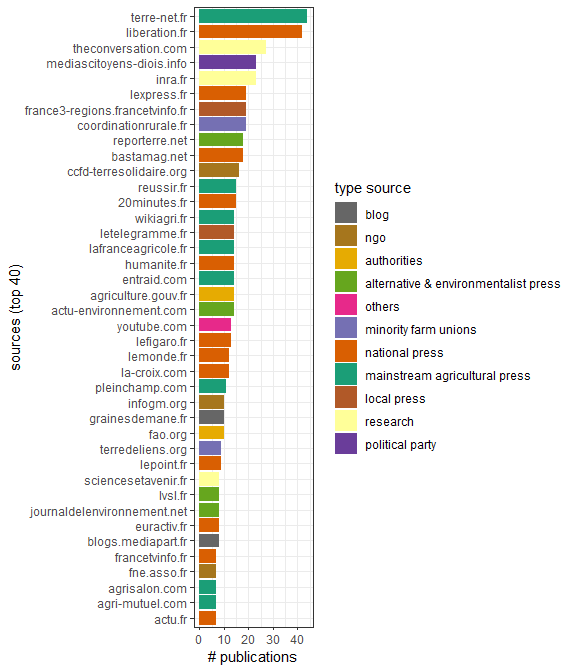 terre-net.fr
liberation.fr
theconversation.com
mediascitoyens-diois.info
inra.fr
lexpress.fr
france3-regions.francetvinfo.fr
coordinationrurale.fr
reporterre.net
bastamag.net
ccfd-terresolidaire.org
reussir.fr
20minutes.fr
wikiagri.fr
letelegramme.fr
lafranceagricole.fr
humanite.fr
entraid.com
agriculture.gouv.fr
actu-environnement.com
youtube.com
lefigaro.fr
lemonde.fr
la-croix.com
pleinchamp.com
infogm.org
grainesdemane.fr
fao.org
terredeliens.org
lepoint.fr
sciencesetavenir.fr
lvsl.fr
journaldelenvironnement.net
euractiv.fr
blogs.mediapart.fr
francetvinfo.fr
fne.asso.fr
agrisalon.com
agri-mutuel.com
actu.fr
sources (top 40)
0 10 20 30 40
# publications
type source
blog
ngo
authorities
alternative & environmentalist press
others
minority farm unions
national press
mainstream agricultural press
local press
research
political party